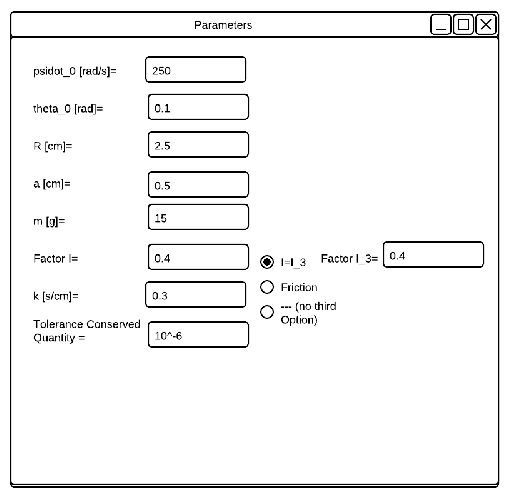 Parameters
psidot_0 [rad/s]= 250
theta_0 [rad]= 0.1
R [cm]= 2.5
a [cm]= 0.5
m [g]= 15
Factor I= 0.4 I=I_3 Factor I_3= 0.4
Friction
k [s/cm]= 0.3
--- (no third
Option)
Tolerance Conserved
Quantity = 10^-6